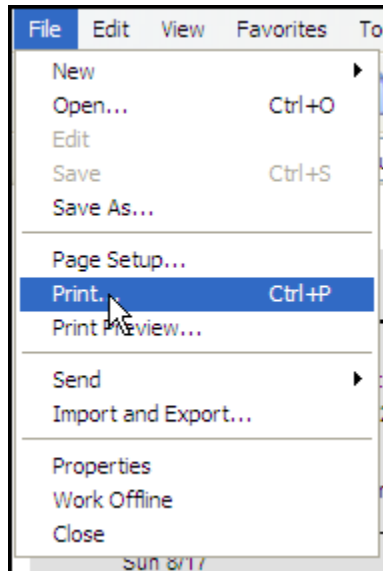 File Edit View Favorites To
New
Open... Ctrl+O
Edit
Save Ctrl+S
Save As...
Page Setup...
Print... Ctrl+P
Print Preview...
Send
Import and Export...
Properties
Work Offline
Close
Sun 8/17